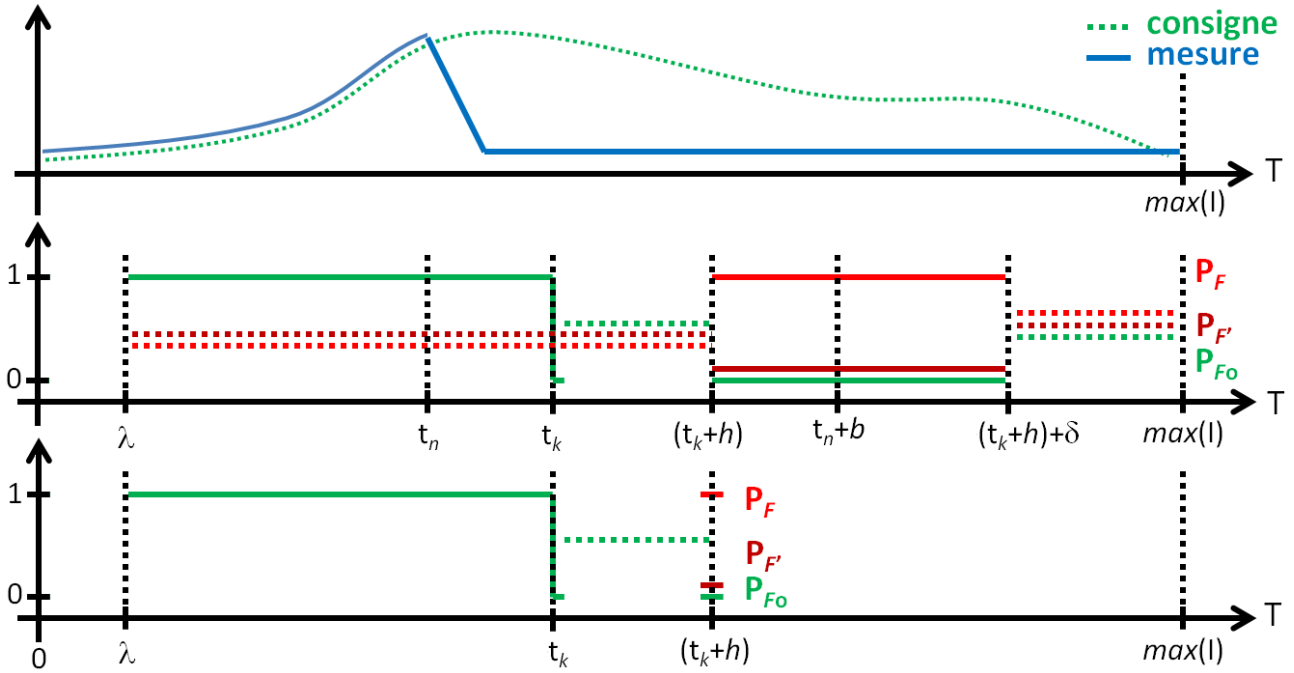 consigne
mesure
T
max(I)
1
P_F
P_F'
0
P_Fo
T
λ t_n t_k (t_k+h) t_n+b (t_k+h)+δ max(I)
1
P_F
P_F'
0
P_Fo
T
0 λ t_k (t_k+h) max(I)